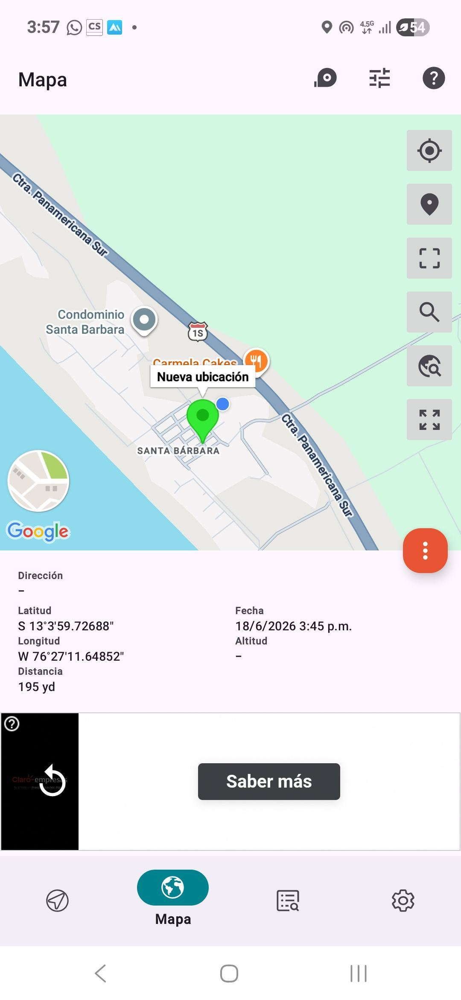 3:57
CS
4.5G
54
Mapa
Ctra. Panamericana Sur
Condominio
Santa Barbara
1S
Carmela Cakes
Nueva ubicación
Ctra. Panamericana Sur
SANTA BÁRBARA
Google
Dirección
–
Latitud
Fecha
S 13°3'59.72688"
18/6/2026 3:45 p.m.
Longitud
Altitud
W 76°27'11.64852"
–
Distancia
195 yd
Claro empresas
Saber más
Mapa